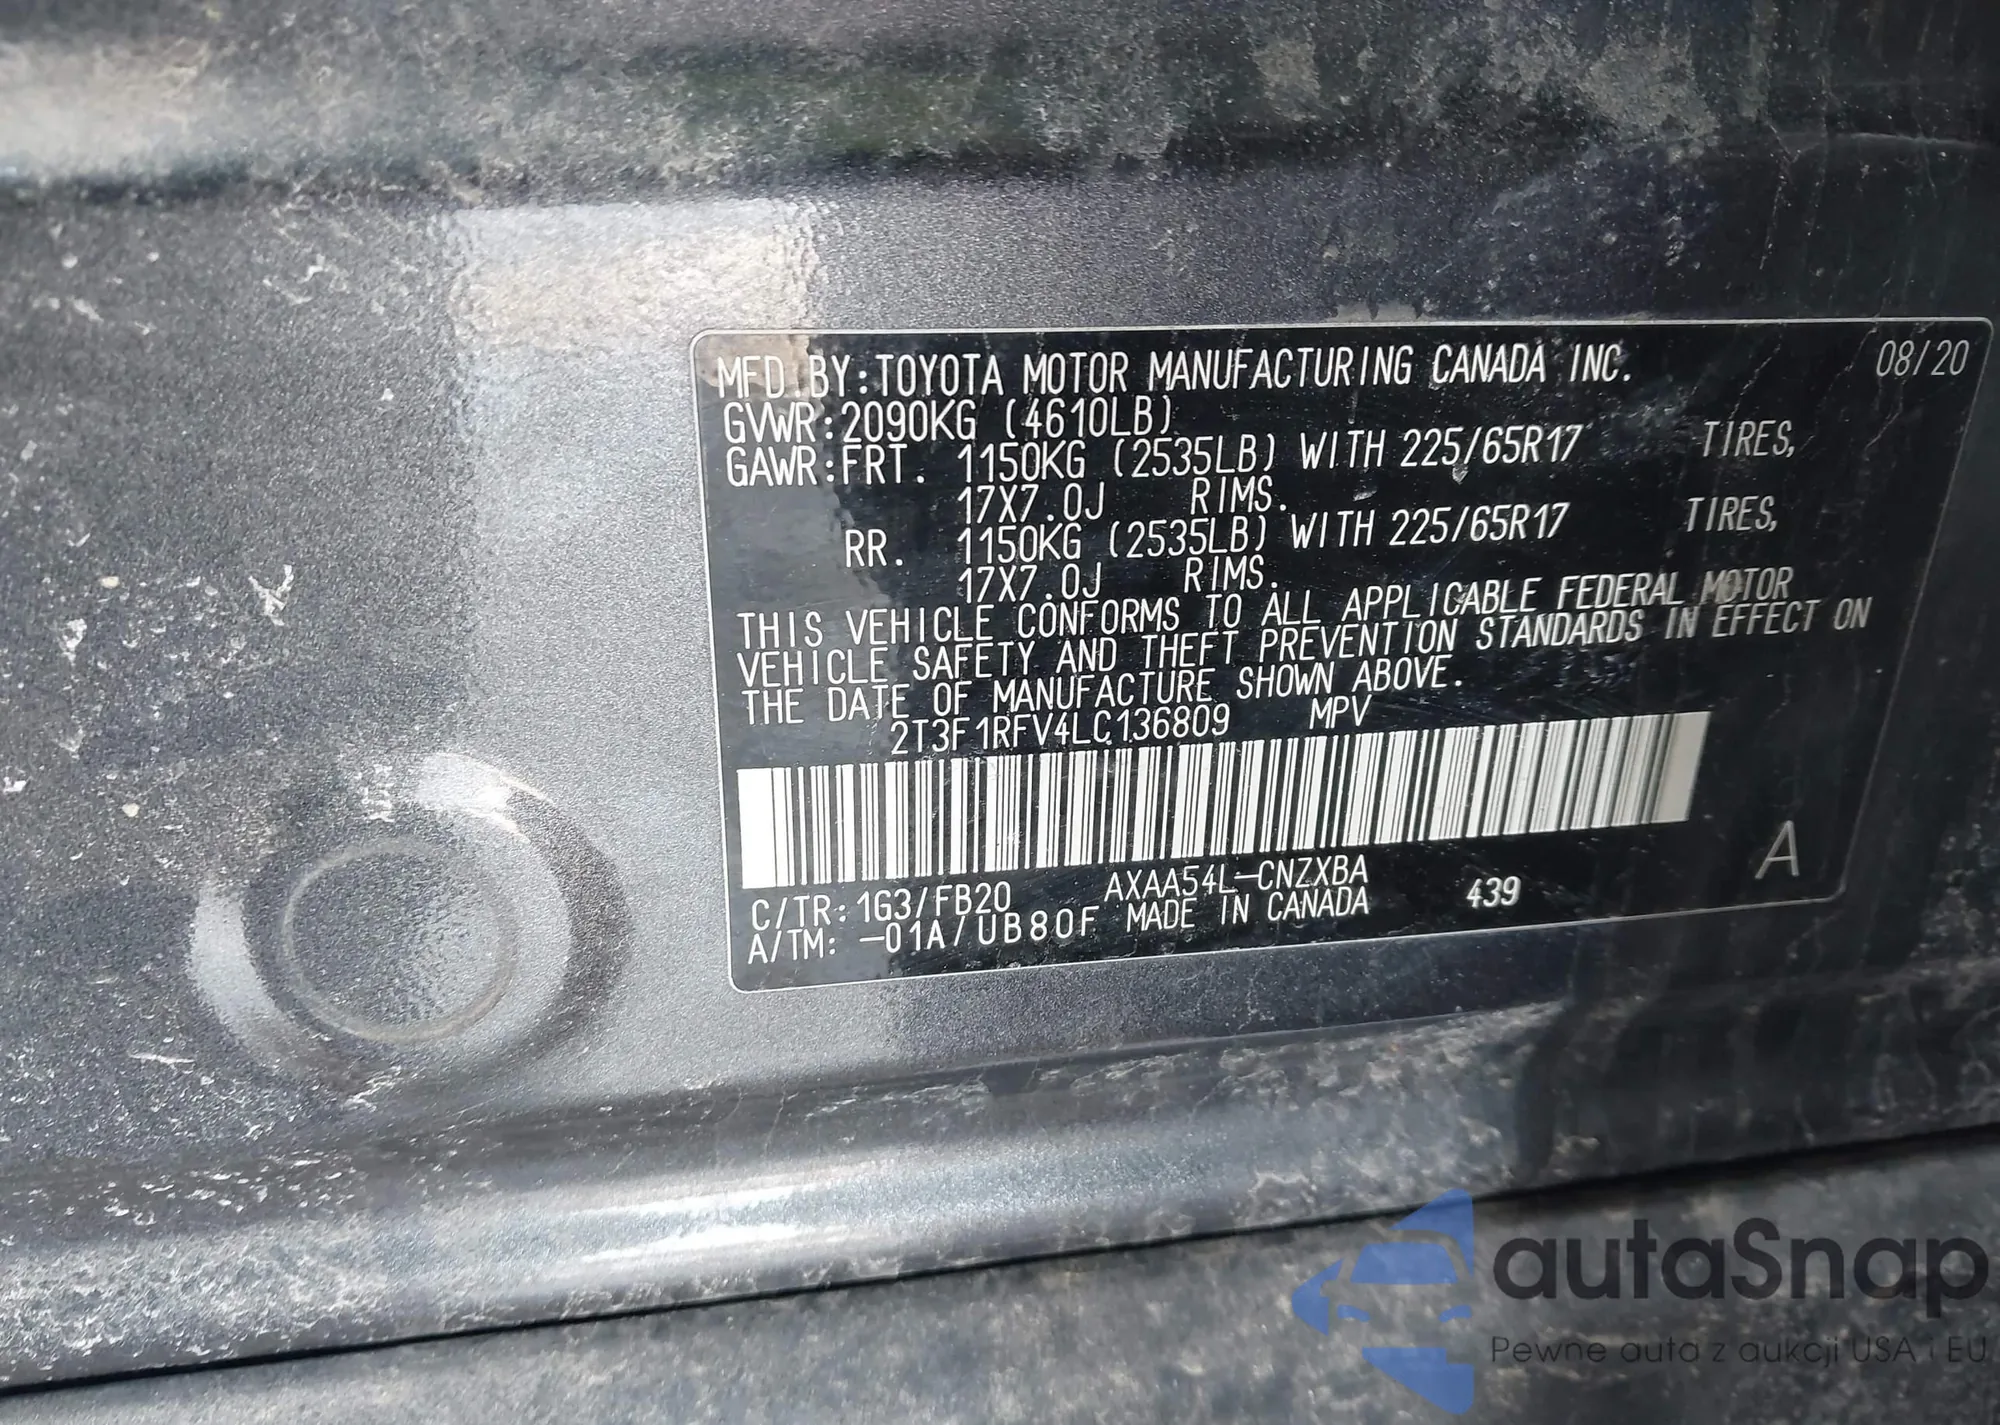 MFD BY:TOYOTA MOTOR MANUFACTURING CANADA INC. 08/20
GVWR:2090KG (4610LB)
GAWR:FRT. 1150KG (2535LB) WITH 225/65R17 TIRES,
17X7.0J RIMS.
RR. 1150KG (2535LB) WITH 225/65R17 TIRES,
17X7.0J RIMS.
THIS VEHICLE CONFORMS TO ALL APPLICABLE FEDERAL MOTOR
VEHICLE SAFETY AND THEFT PREVENTION STANDARDS IN EFFECT ON
THE DATE OF MANUFACTURE SHOWN ABOVE.
2T3F1RFV4LC136809 MPV
C/TR:1G3/FB20 AXAA54L-CNZXBA 439 A
A/TM: -01A/UB80F MADE IN CANADA
autaSnap
Pewne auta z aukcji USA i EU